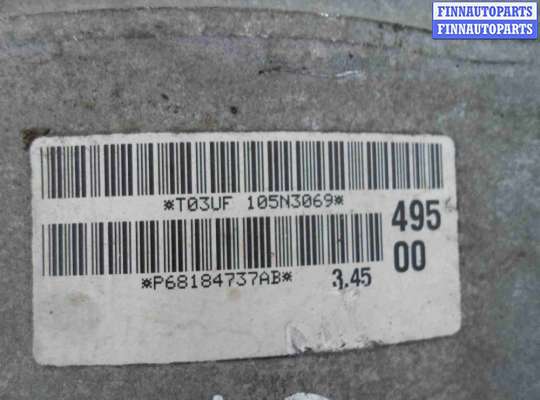 FINNAUTOPARTS
FINNAUTOPARTS
*T03UF 105N3069*
495
00
*P68184737AB* 3.45